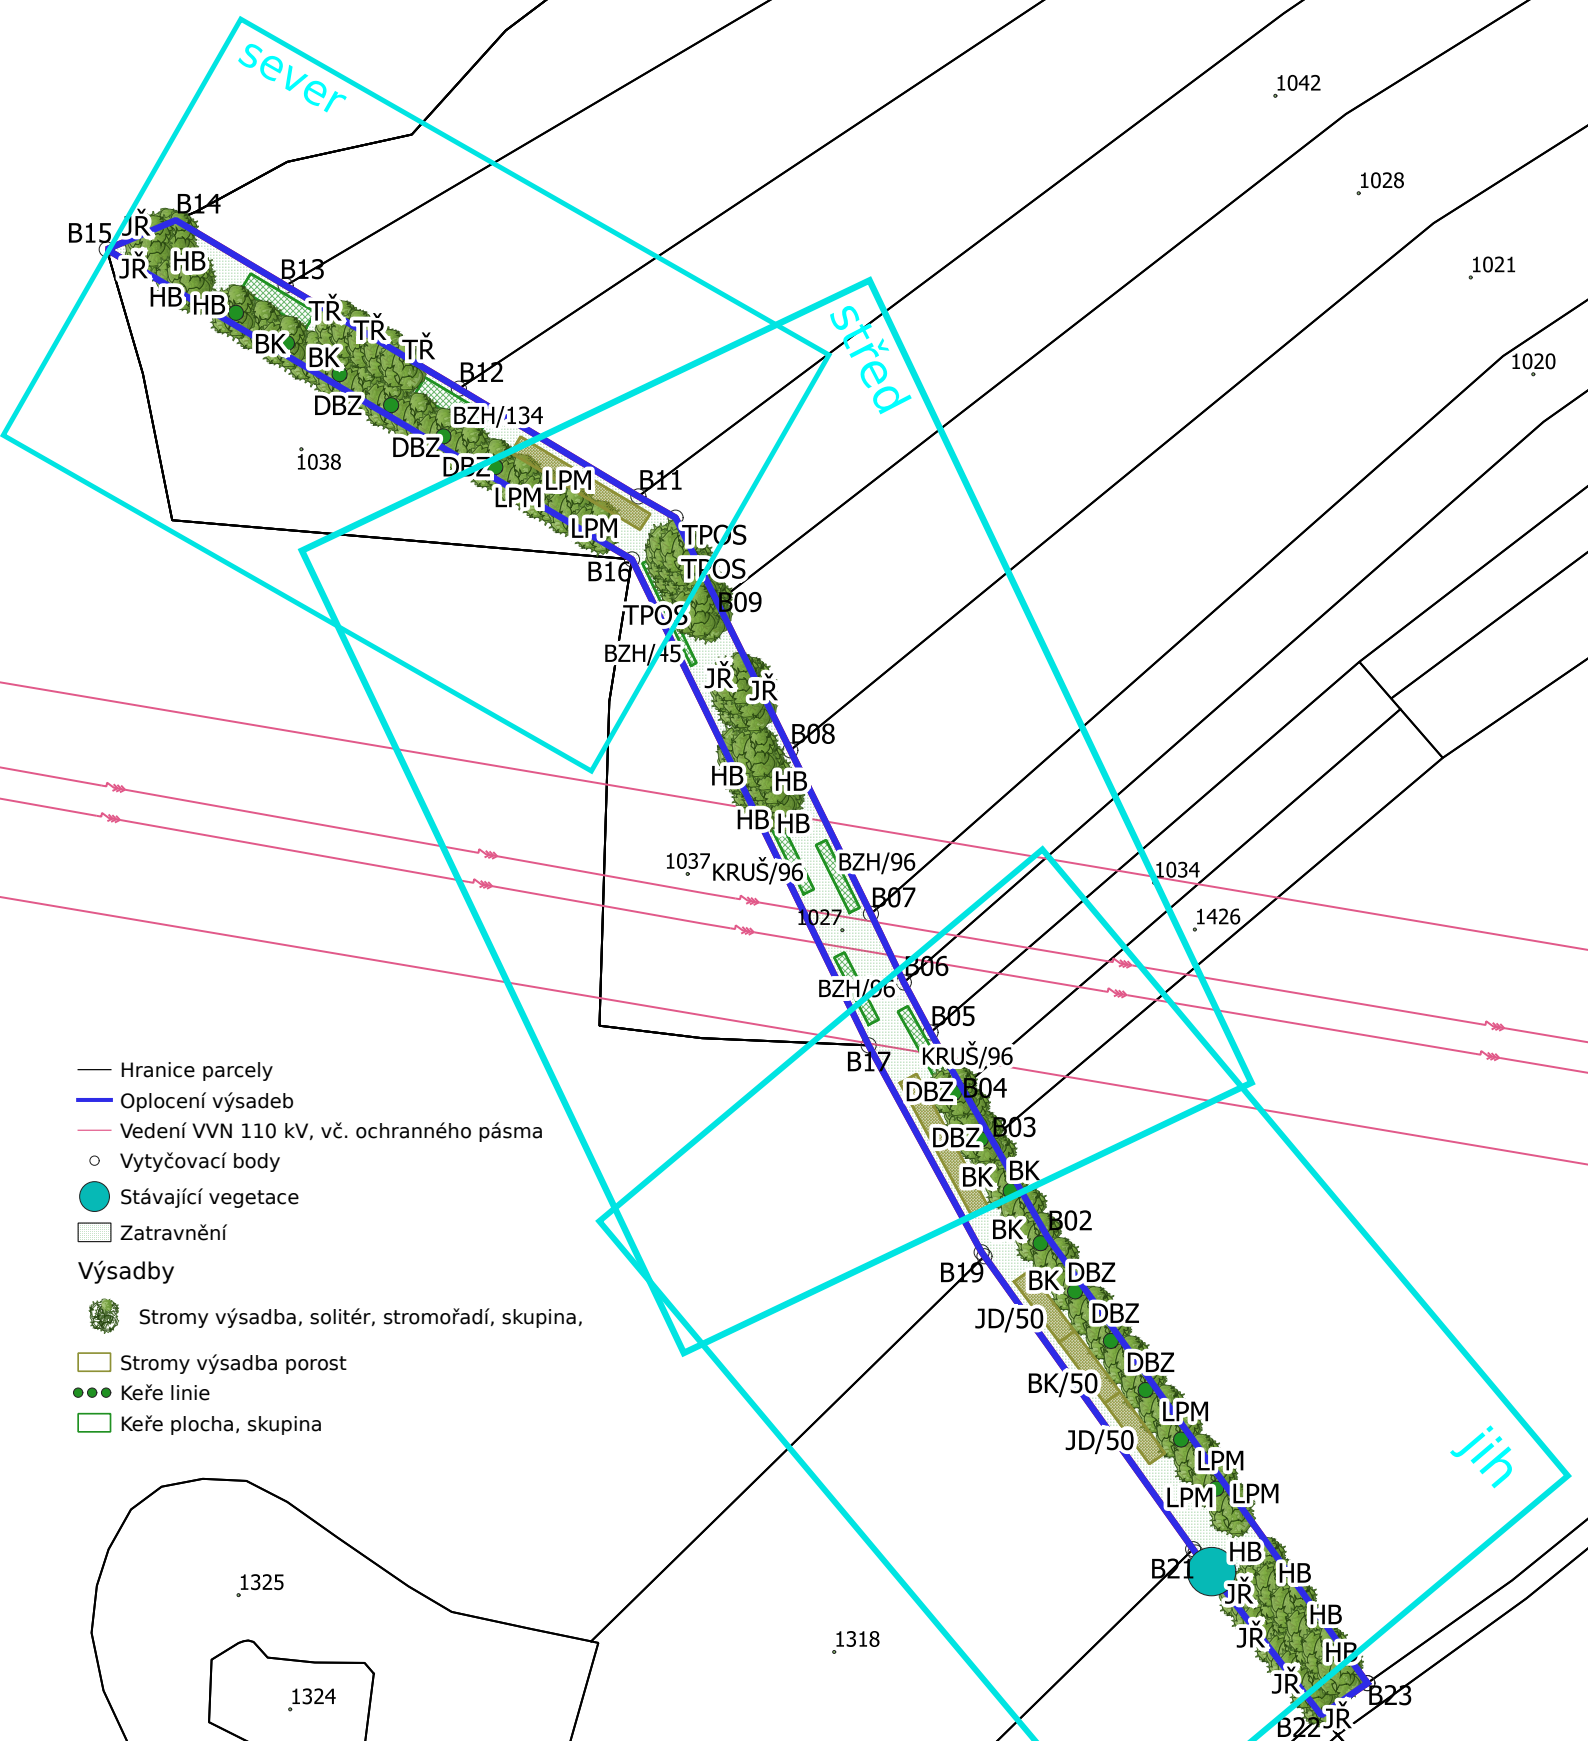 sever
1042
1028
B14
JŘ
B15
HB
JŘ
B13
1021
HB
HB
TŘ
TŘ
střed
BK
BK
TŘ
1020
B12
DBZ
BZH/134
DBZ
1038
DBZ
LPM
B11
LPM
LPM
TPOS
B16
TPOS
B09
TPOS
BZH/45
JŘ
JŘ
B08
HB
HB
HB
HB
1037
KRUŠ/96
BZH/96
1034
B07
1027
1426
B06
BZH/96
B05
B17
KRUŠ/96
DBZ
B04
B03
DBZ
BK
BK
B02
BK
B19
BK
DBZ
JD/50
DBZ
BK/50
DBZ
LPM
JD/50
LPM
jih
LPM
LPM
HB
B21
HB
JŘ
HB
JŘ
HB
JŘ
B23
B22
JŘ
Hranice parcely
Oplocení výsadeb
Vedení VVN 110 kV, vč. ochranného pásma
Vytyčovací body
Stávající vegetace
Zatravnění
Výsadby
Stromy výsadba, solitér, stromořadí, skupina,
Stromy výsadba porost
Keře linie
Keře plocha, skupina
1325
1318
1324